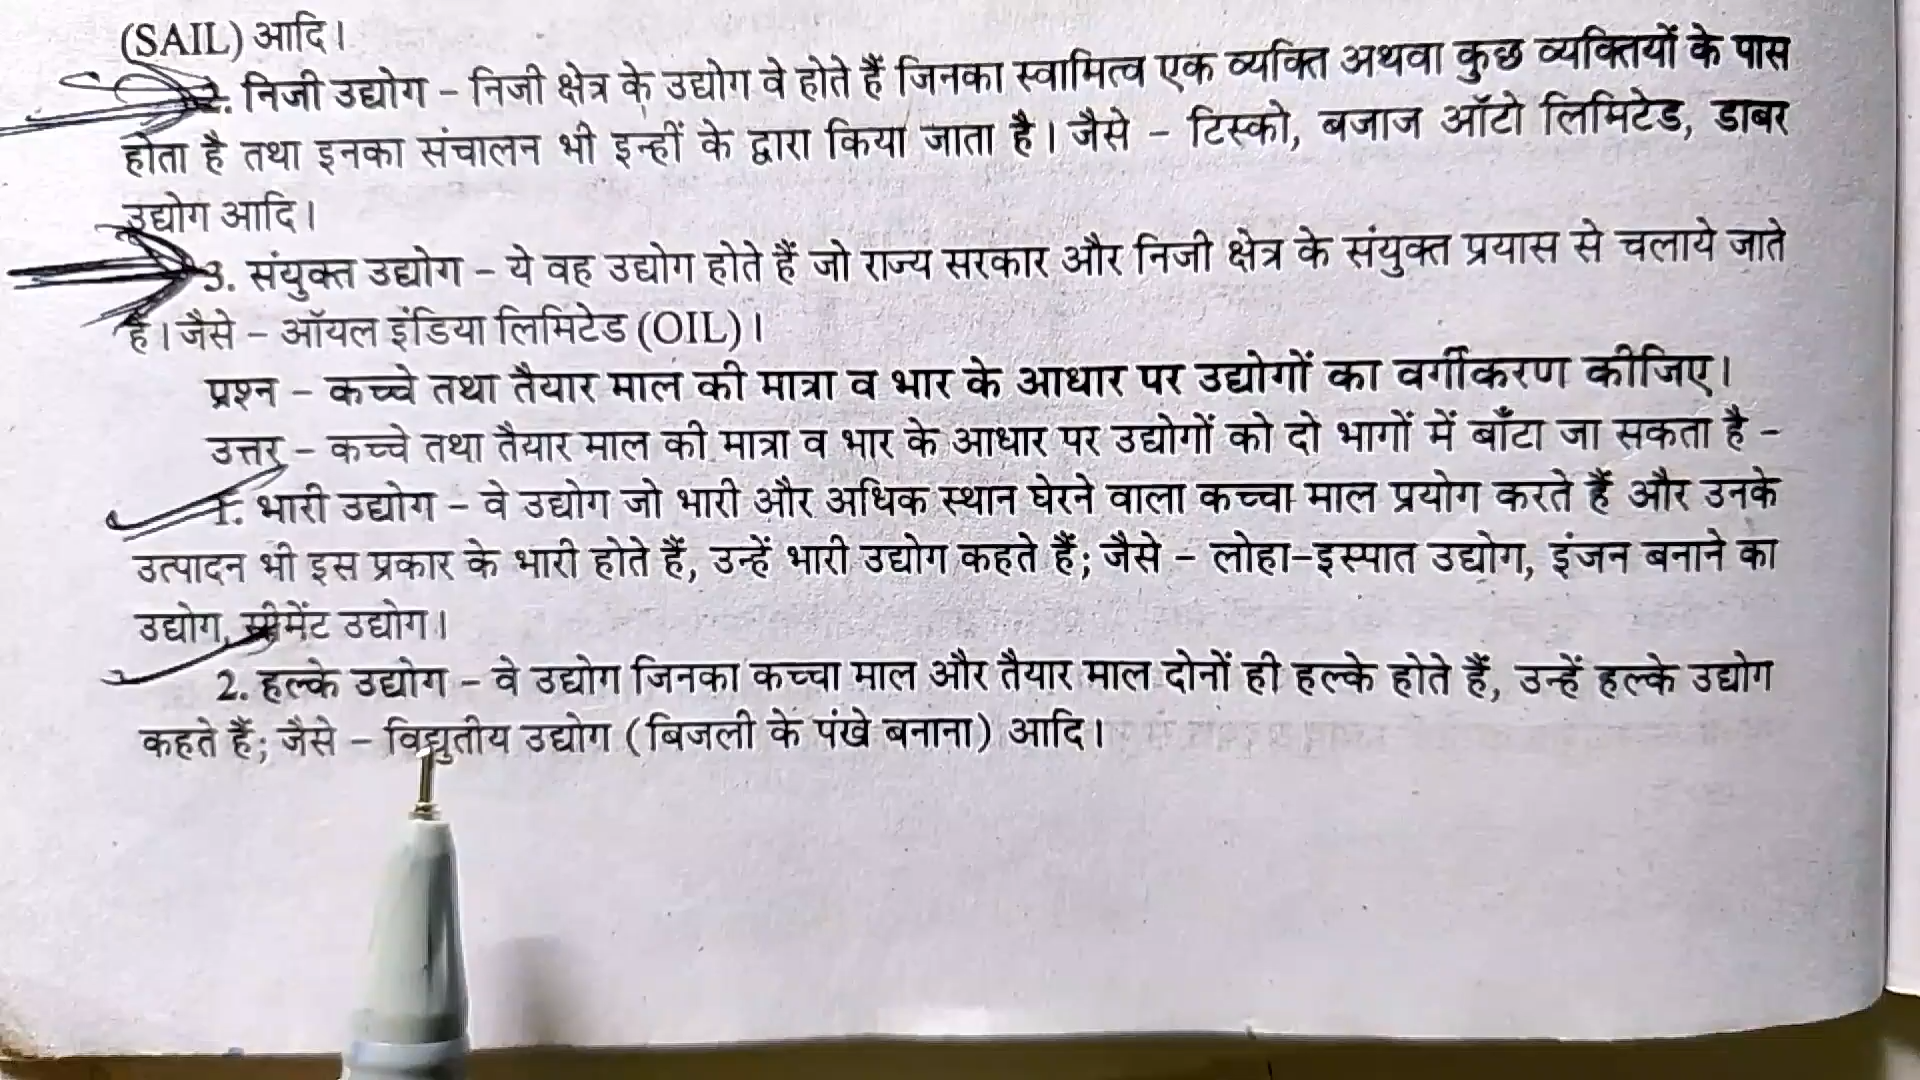 (SAIL) आदि।
2. निजी उद्योग – निजी क्षेत्र के उद्योग वे होते हैं जिनका स्वामित्व एक व्यक्ति अथवा कुछ व्यक्तियों के पास
होता है तथा इनका संचालन भी इन्हीं के द्वारा किया जाता है। जैसे – टिस्को, बजाज ऑटो लिमिटेड, डाबर
उद्योग आदि।
3. संयुक्त उद्योग – ये वह उद्योग होते हैं जो राज्य सरकार और निजी क्षेत्र के संयुक्त प्रयास से चलाये जाते
हैं। जैसे – ऑयल इंडिया लिमिटेड (OIL)।
प्रश्न – कच्चे तथा तैयार माल की मात्रा व भार के आधार पर उद्योगों का वर्गीकरण कीजिए।
उत्तर – कच्चे तथा तैयार माल की मात्रा व भार के आधार पर उद्योगों को दो भागों में बाँटा जा सकता है –
1. भारी उद्योग – वे उद्योग जो भारी और अधिक स्थान घेरने वाला कच्चा माल प्रयोग करते हैं और उनके
उत्पादन भी इस प्रकार के भारी होते हैं, उन्हें भारी उद्योग कहते हैं; जैसे – लोहा-इस्पात उद्योग, इंजन बनाने का
उद्योग, सीमेंट उद्योग।
2. हल्के उद्योग – वे उद्योग जिनका कच्चा माल और तैयार माल दोनों ही हल्के होते हैं, उन्हें हल्के उद्योग
कहते हैं; जैसे – विद्युतीय उद्योग (बिजली के पंखे बनाना) आदि।